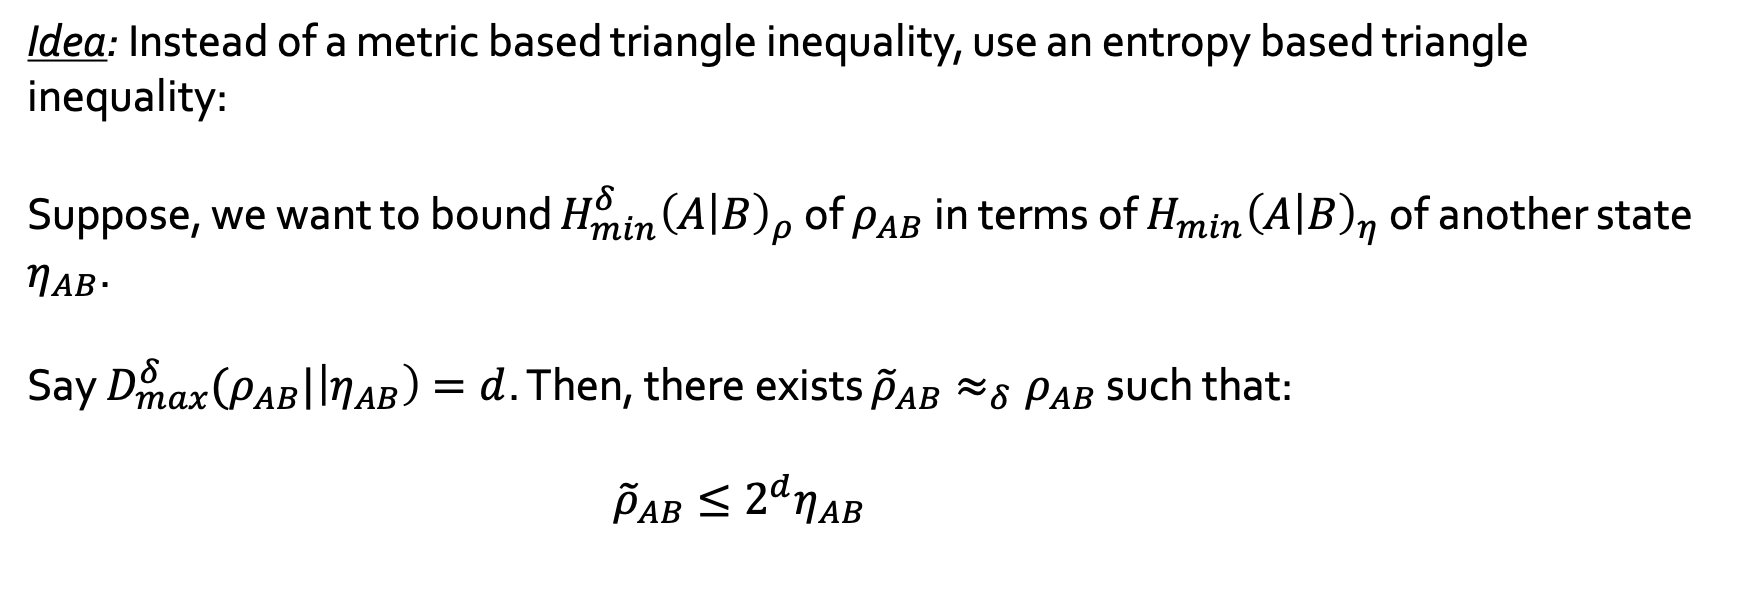 Idea: Instead of a metric based triangle inequality, use an entropy based triangle
inequality:
Suppose, we want to bound H^δ_min(A|B)_ρ of ρ_AB in terms of H_min(A|B)_η of another state
η_AB.
Say D^δ_max(ρ_AB||η_AB) = d. Then, there exists ρ̃_AB ≈_δ ρ_AB such that:
ρ̃_AB ≤ 2^d η_AB